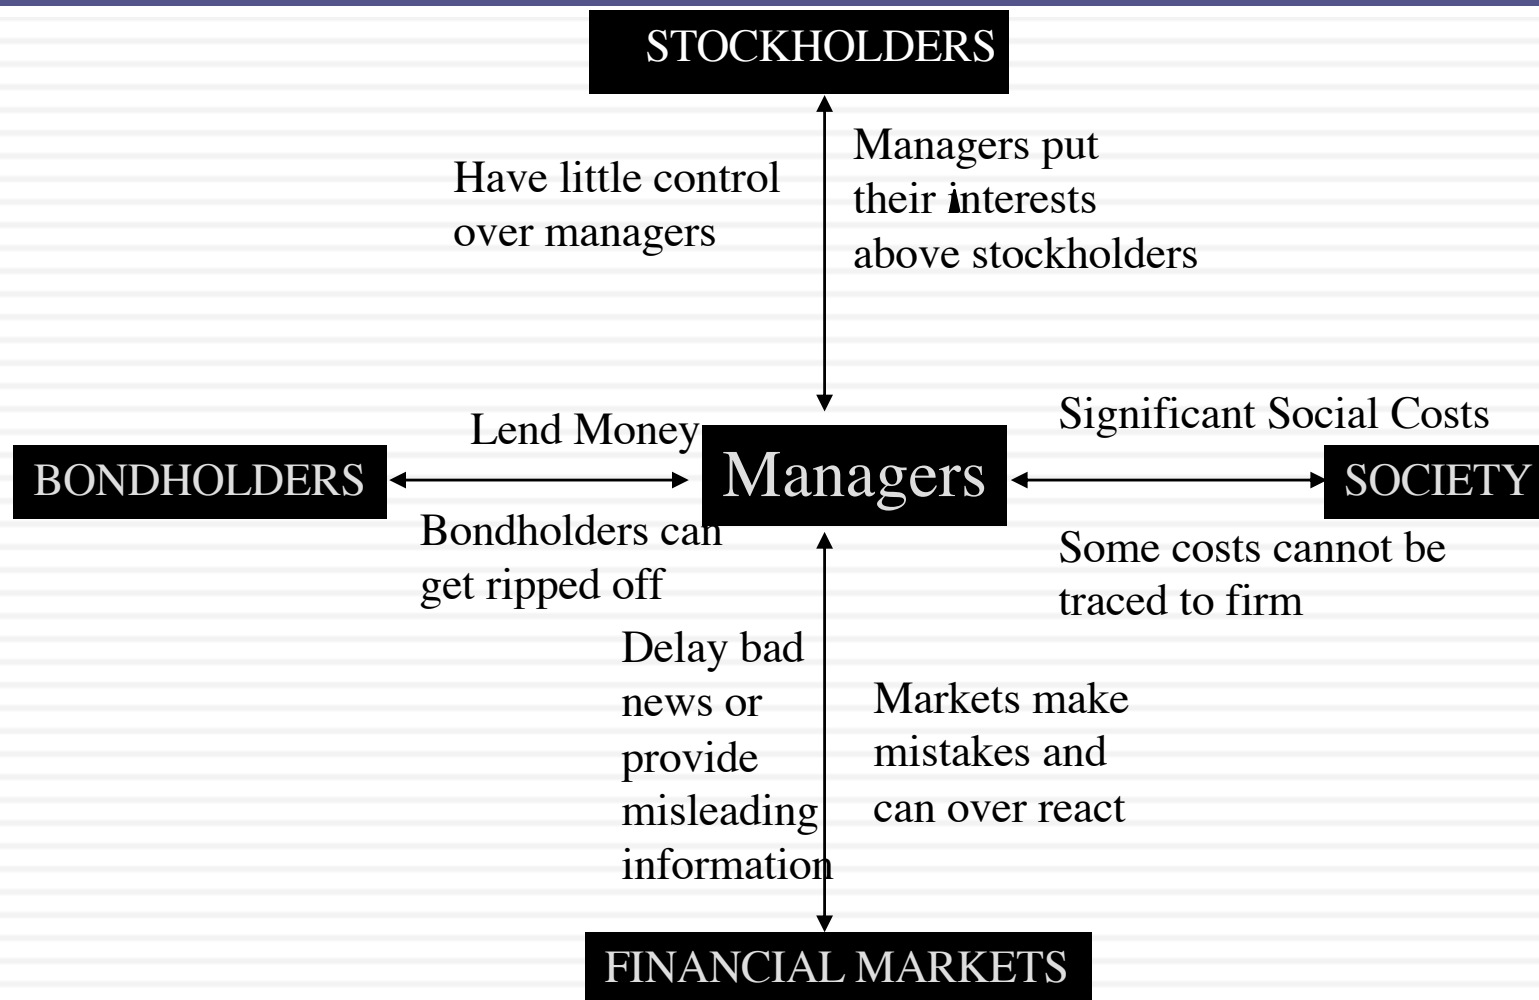 STOCKHOLDERS
Have little control
over managers
Managers put
their interests
above stockholders
Lend Money
Significant Social Costs
BONDHOLDERS
Managers
SOCIETY
Bondholders can
get ripped off
Some costs cannot be
traced to firm
Delay bad
news or
provide
misleading
information
Markets make
mistakes and
can over react
FINANCIAL MARKETS